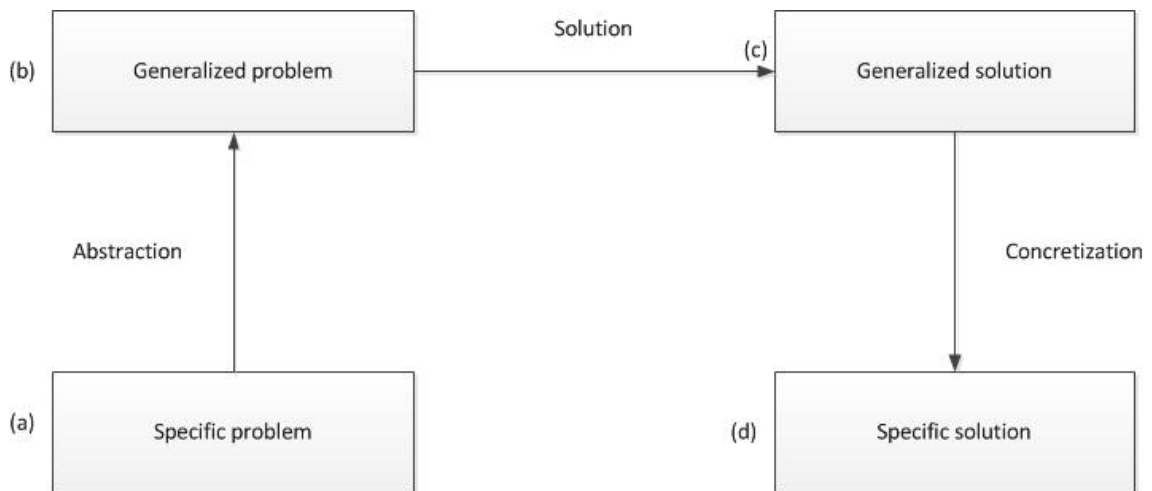 Solution
(b)
Generalized problem
(c)
Generalized solution
Abstraction
Concretization
(a)
Specific problem
(d)
Specific solution